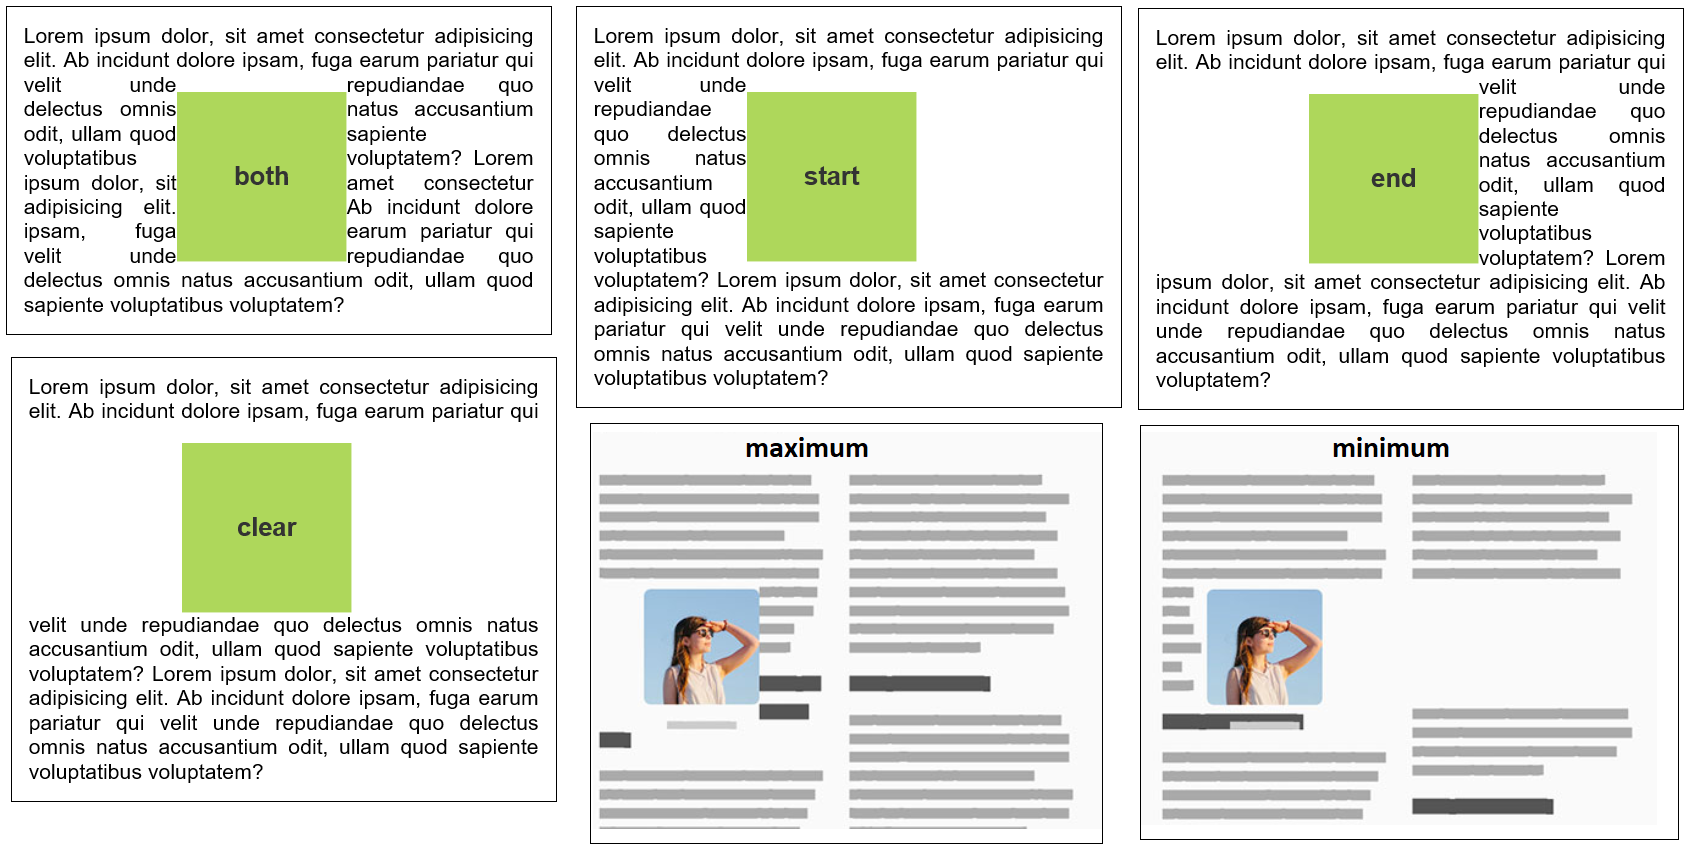 Lorem ipsum dolor, sit amet consectetur adipisicing
elit. Ab incidunt dolore ipsam, fuga earum pariatur qui
velit unde repudiandae quo
delectus omnis natus accusantium
odit, ullam quod sapiente
voluptatibus voluptatem? Lorem
ipsum dolor, sit amet consectetur
adipisicing elit. Ab incidunt dolore
ipsam, fuga earum pariatur qui
velit unde repudiandae quo
delectus omnis natus accusantium odit, ullam quod
sapiente voluptatibus voluptatem?
both
Lorem ipsum dolor, sit amet consectetur adipisicing
elit. Ab incidunt dolore ipsam, fuga earum pariatur qui
velit unde
repudiandae
quo delectus
omnis natus
accusantium
odit, ullam quod
sapiente
voluptatibus
voluptatem? Lorem ipsum dolor, sit amet consectetur
adipisicing elit. Ab incidunt dolore ipsam, fuga earum
pariatur qui velit unde repudiandae quo delectus
omnis natus accusantium odit, ullam quod sapiente
voluptatibus voluptatem?
start
Lorem ipsum dolor, sit amet consectetur adipisicing
elit. Ab incidunt dolore ipsam, fuga earum pariatur qui
velit unde
repudiandae quo
delectus omnis
natus accusantium
odit, ullam quod
sapiente
voluptatibus
voluptatem? Lorem
ipsum dolor, sit amet consectetur adipisicing elit. Ab
incidunt dolore ipsam, fuga earum pariatur qui velit
unde repudiandae quo delectus omnis natus
accusantium odit, ullam quod sapiente voluptatibus
voluptatem?
end
Lorem ipsum dolor, sit amet consectetur adipisicing
elit. Ab incidunt dolore ipsam, fuga earum pariatur qui
clear
velit unde repudiandae quo delectus omnis natus
accusantium odit, ullam quod sapiente voluptatibus
voluptatem? Lorem ipsum dolor, sit amet consectetur
adipisicing elit. Ab incidunt dolore ipsam, fuga earum
pariatur qui velit unde repudiandae quo delectus
omnis natus accusantium odit, ullam quod sapiente
voluptatibus voluptatem?
maximum
minimum